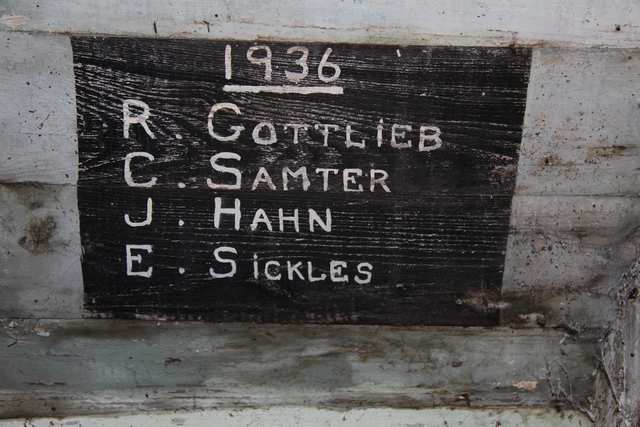 1936
R. GOTTLIEB
C. SAMTER
J. HAHN
E. SICKLES